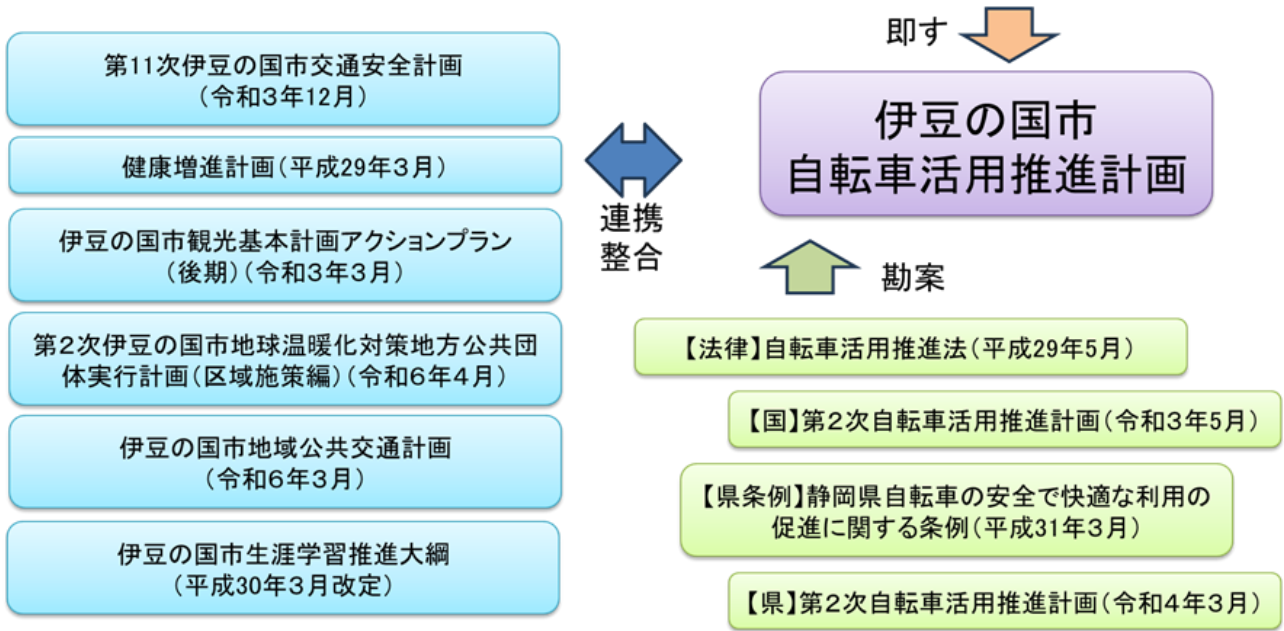 即す
伊豆の国市
自転車活用推進計画
第11次伊豆の国市交通安全計画
（令和３年12月）
健康増進計画（平成29年３月）
伊豆の国市観光基本計画アクションプラン
（後期）（令和３年３月）
第２次伊豆の国市地球温暖化対策地方公共団
体実行計画（区域施策編）（令和６年４月）
伊豆の国市地域公共交通計画
（令和６年３月）
伊豆の国市生涯学習推進大綱
（平成30年３月改定）
連携
整合
勘案
【法律】自転車活用推進法（平成29年５月）
【国】第２次自転車活用推進計画（令和３年５月）
【県条例】静岡県自転車の安全で快適な利用の
促進に関する条例（平成31年３月）
【県】第２次自転車活用推進計画（令和４年３月）